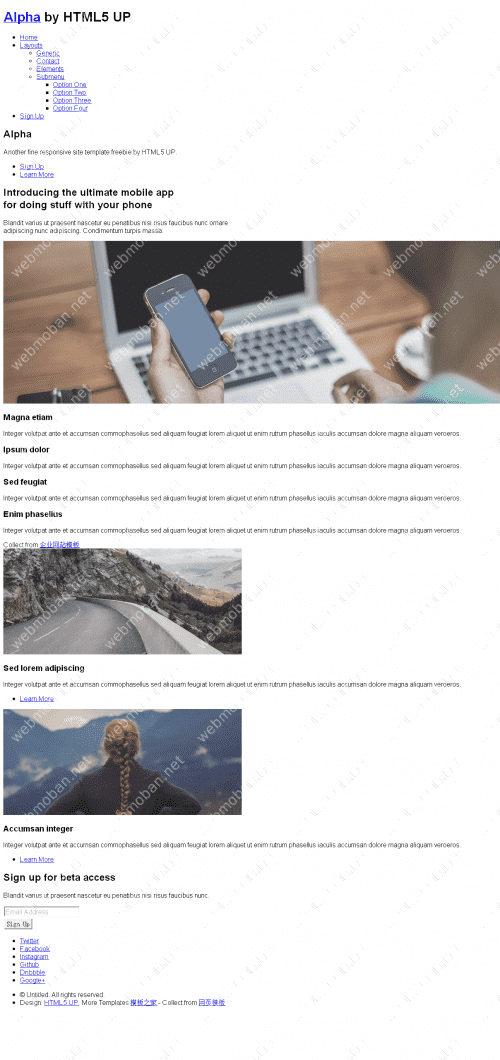 Alpha by HTML5 UP
Home
Layouts
Generic
Contact
Elements
Submenu
Option One
Option Two
Option Three
Option Four
Sign Up
Alpha
Another fine responsive site template freebie by HTML5 UP.
Sign Up
Learn More
Introducing the ultimate mobile app
for doing stuff with your phone
Blandit varius ut praesent nascetur eu penatibus nisi risus faucibus nunc ornare
adipiscing nunc adipiscing. Condimentum turpis massa.
webmoban.net webmoban.net webmoban.net
Magna etiam
Integer volutpat ante et accumsan commophasellus sed aliquam feugiat lorem aliquet ut enim rutrum phasellus iaculis accumsan dolore magna aliquam veroeros.
Ipsum dolor
Integer volutpat ante et accumsan commophasellus sed aliquam feugiat lorem aliquet ut enim rutrum phasellus iaculis accumsan dolore magna aliquam veroeros.
Sed feugiat
Integer volutpat ante et accumsan commophasellus sed aliquam feugiat lorem aliquet ut enim rutrum phasellus iaculis accumsan dolore magna aliquam veroeros.
Enim phasellus
Integer volutpat ante et accumsan commophasellus sed aliquam feugiat lorem aliquet ut enim rutrum phasellus iaculis accumsan dolore magna aliquam veroeros.
Collect from 企业网站模板
webmoban.net
Sed lorem adipiscing
Integer volutpat ante et accumsan commophasellus sed aliquam feugiat lorem aliquet ut enim rutrum phasellus iaculis accumsan dolore magna aliquam veroeros.
Learn More
webmoban.net
Accumsan integer
Integer volutpat ante et accumsan commophasellus sed aliquam feugiat lorem aliquet ut enim rutrum phasellus iaculis accumsan dolore magna aliquam veroeros.
Learn More
Sign up for beta access
Blandit varius ut praesent nascetur eu penatibus nisi risus faucibus nunc.
Email Address
Sign Up
Twitter
Facebook
Instagram
Github
Dribbble
Google+
© Untitled. All rights reserved.
Design: HTML5 UP. More Templates 模板之家 - Collect from 网页模板